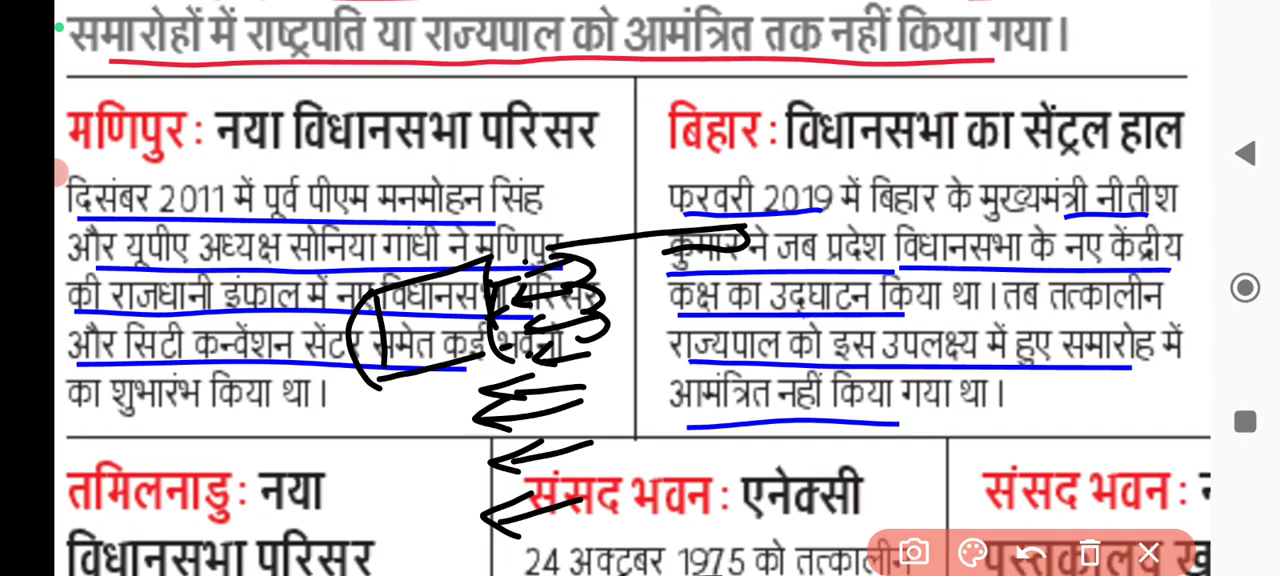 समारोहों में राष्ट्रपति या राज्यपाल को आमंत्रित तक नहीं किया गया।
मणिपुर : नया विधानसभा परिसर
दिसंबर 2011 में पूर्व पीएम मनमोहन सिंह
और यूपीए अध्यक्ष सोनिया गांधी ने मणिपुर
की राजधानी इंफाल में नए विधानसभा परिसर
और सिटी कन्वेंशन सेंटर समेत कई भवनों
का शुभारंभ किया था।
बिहार : विधानसभा का सेंट्रल हाल
फरवरी 2019 में बिहार के मुख्यमंत्री नीतीश
कुमार ने जब प्रदेश विधानसभा के नए केंद्रीय
कक्ष का उद्घाटन किया था। तब तत्कालीन
राज्यपाल को इस उपलक्ष्य में हुए समारोह में
आमंत्रित नहीं किया गया था।
तमिलनाडु : नया
विधानसभा परिसर
संसद भवन : एनेक्सी
24 अक्टूबर 1975 को तत्कालीन
संसद भवन :